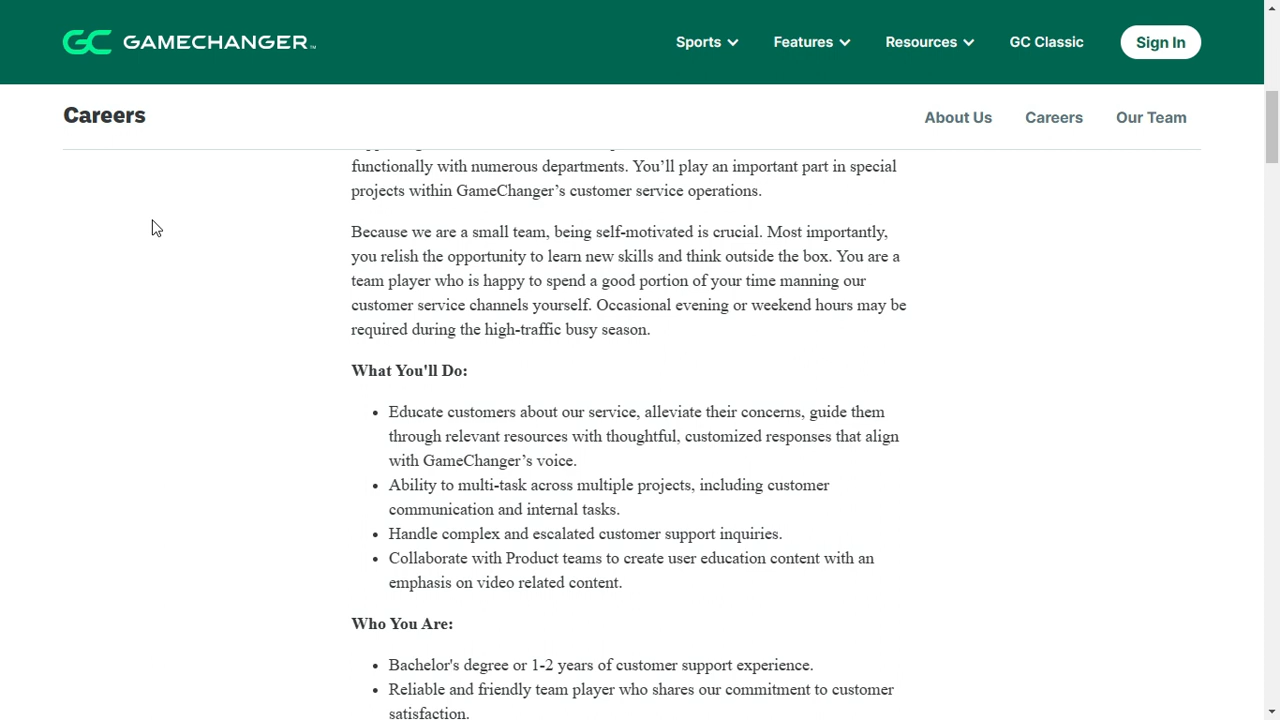 GC GAMECHANGER™
Sports
Features
Resources
GC Classic
Sign In
Careers
About Us
Careers
Our Team
functionally with numerous departments. You’ll play an important part in special
projects within GameChanger’s customer service operations.
Because we are a small team, being self-motivated is crucial. Most importantly,
you relish the opportunity to learn new skills and think outside the box. You are a
team player who is happy to spend a good portion of your time manning our
customer service channels yourself. Occasional evening or weekend hours may be
required during the high-traffic busy season.
What You'll Do:
• Educate customers about our service, alleviate their concerns, guide them
through relevant resources with thoughtful, customized responses that align
with GameChanger’s voice.
• Ability to multi-task across multiple projects, including customer
communication and internal tasks.
• Handle complex and escalated customer support inquiries.
• Collaborate with Product teams to create user education content with an
emphasis on video related content.
Who You Are:
• Bachelor's degree or 1-2 years of customer support experience.
• Reliable and friendly team player who shares our commitment to customer
satisfaction.